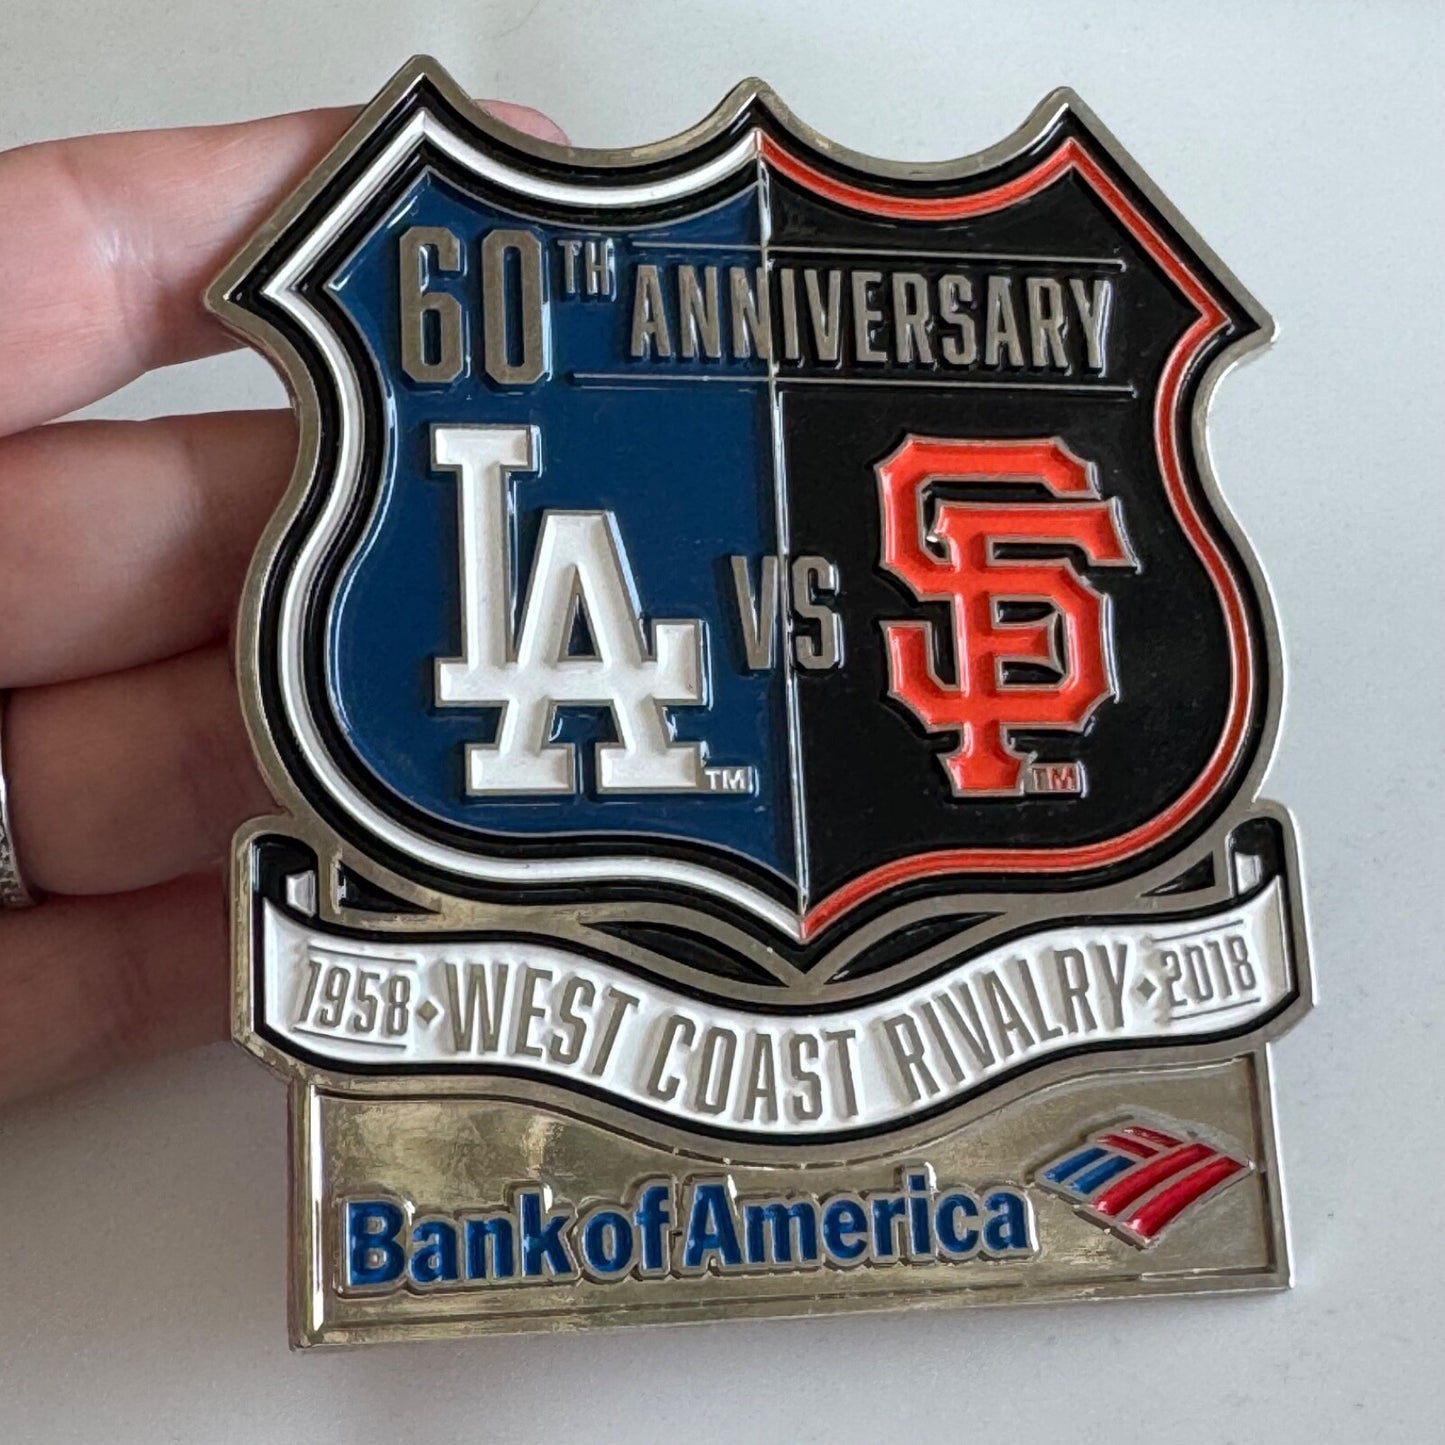 60TH ANNIVERSARY
LA TM VS SF TM
1958 • WEST COAST RIVALRY • 2018
Bank of America